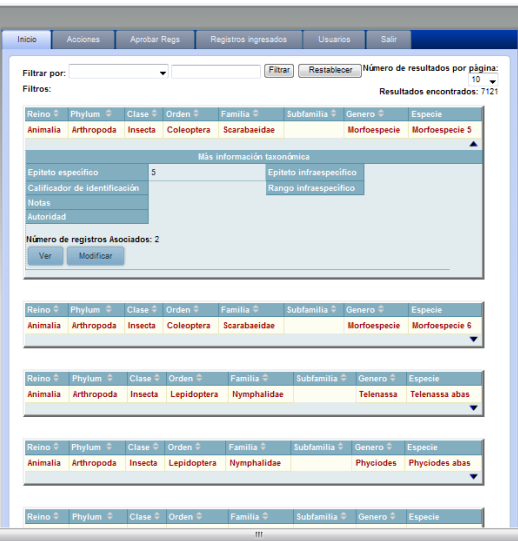 Inicio Acciones Aprobar Regs Registros ingresados Usuarios Salir
Filtrar por: Filtrar Restablecer Número de resultados por página:
10
Filtros: Resultados encontrados: 7121
Reino Phylum Clase Orden Familia Subfamilia Genero Especie
Animalia Arthropoda Insecta Coleoptera Scarabaeidae Morfoespecie Morfoespecie 5
Más información taxonómica
Epiteto especifico 5 Epiteto infraespecifico
Calificador de identificación Rango infraespecifico
Notas
Autoridad
Número de registros Asociados: 2
Ver Modificar
Reino Phylum Clase Orden Familia Subfamilia Genero Especie
Animalia Arthropoda Insecta Coleoptera Scarabaeidae Morfoespecie Morfoespecie 6
Reino Phylum Clase Orden Familia Subfamilia Genero Especie
Animalia Arthropoda Insecta Lepidoptera Nymphalidae Telenassa Telenassa abas
Reino Phylum Clase Orden Familia Subfamilia Genero Especie
Animalia Arthropoda Insecta Lepidoptera Nymphalidae Phyciodes Phyciodes abas
Reino Phylum Clase Orden Familia Subfamilia Genero Especie